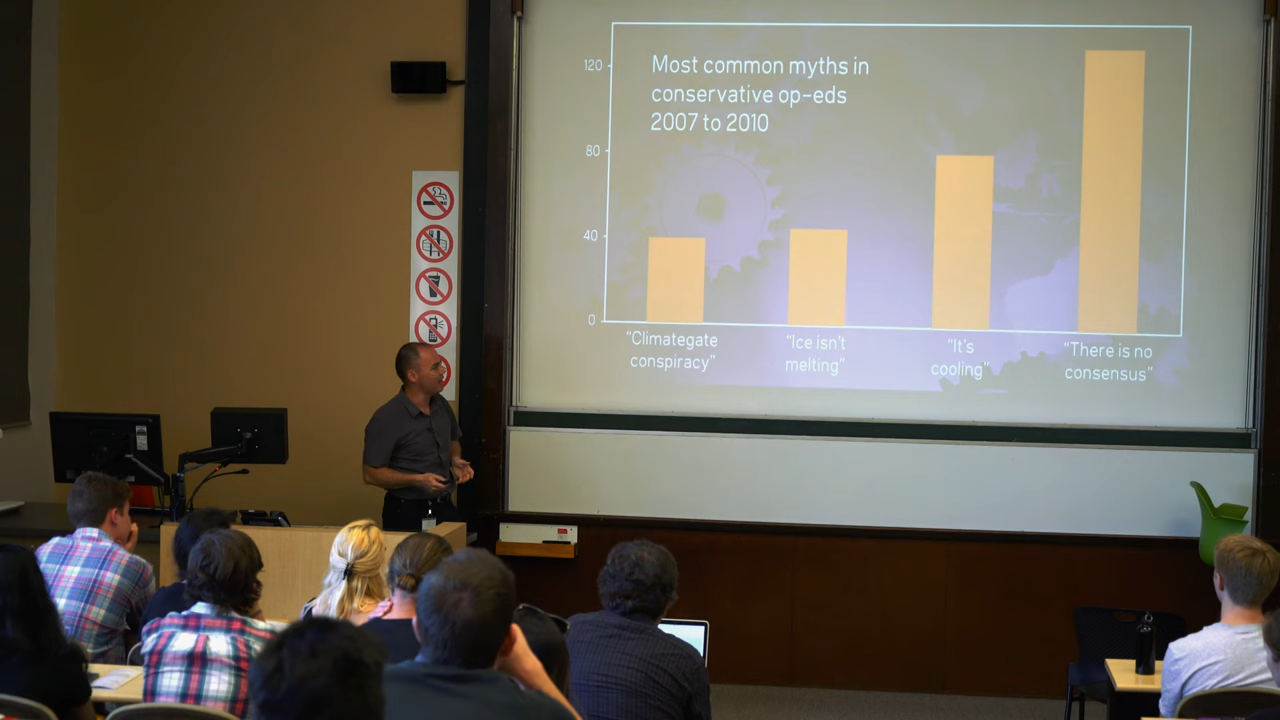 Most common myths in
conservative op-eds
2007 to 2010
120
80
40
0
“Climategate
conspiracy”
“Ice isn’t
melting”
“It’s
cooling”
“There is no
consensus”